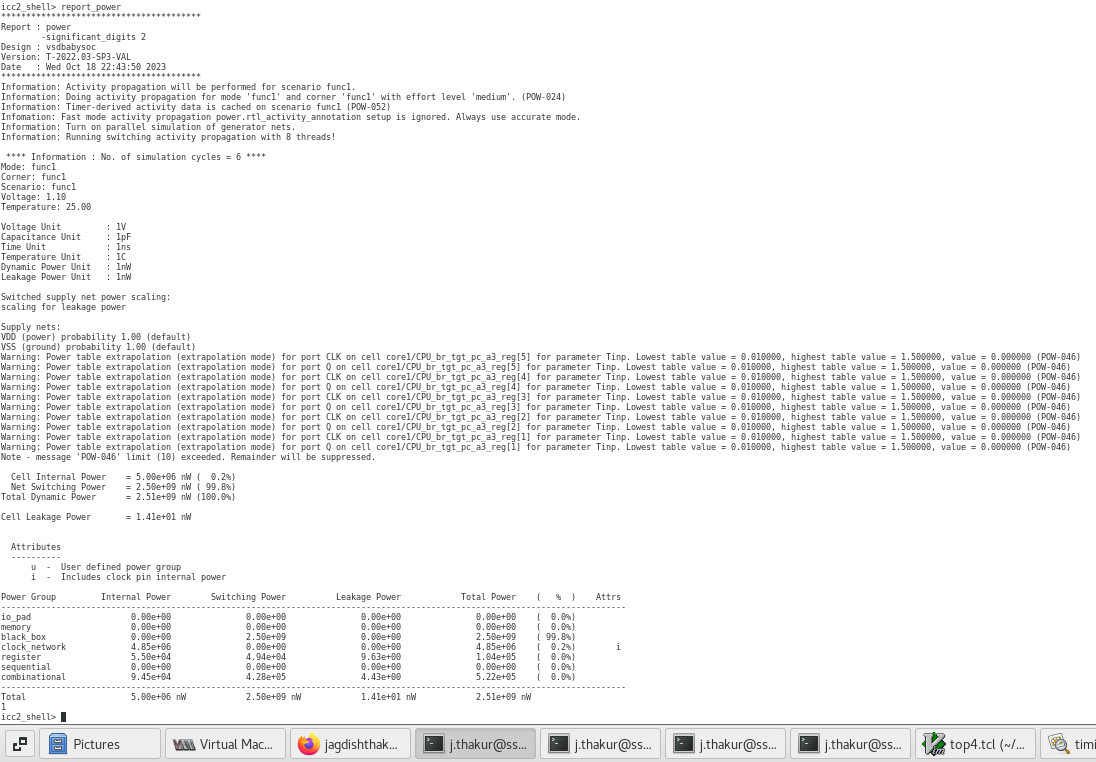 icc2_shell> report_power
****************************************
Report : power
        -significant_digits 2
Design : vsdbabysoc
Version: T-2022.03-SP3-VAL
Date   : Wed Oct 18 22:43:50 2023
****************************************
Information: Activity propagation will be performed for scenario func1.
Information: Doing activity propagation for mode 'func1' and corner 'func1' with effort level 'medium'. (POW-024)
Information: Timer-derived activity data is cached on scenario func1 (POW-052)
Infomation: Fast mode activity propagation power.rtl_activity_annotation setup is ignored. Always use accurate mode.
Information: Turn on parallel simulation of generator nets.
Information: Running switching activity propagation with 8 threads!

 **** Information : No. of simulation cycles = 6 ****
Mode: func1
Corner: func1
Scenario: func1
Voltage: 1.10
Temperature: 25.00

Voltage Unit         : 1V
Capacitance Unit     : 1pF
Time Unit            : 1ns
Temperature Unit     : 1C
Dynamic Power Unit   : 1nW
Leakage Power Unit   : 1nW

Switched supply net power scaling:
scaling for leakage power

Supply nets:
VDD (power) probability 1.00 (default)
VSS (ground) probability 1.00 (default)
Warning: Power table extrapolation (extrapolation mode) for port CLK on cell core1/CPU_br_tgt_pc_a3_reg[5] for parameter Tinp. Lowest table value = 0.010000, highest table value = 1.500000, value = 0.000000 (POW-046)
Warning: Power table extrapolation (extrapolation mode) for port Q on cell core1/CPU_br_tgt_pc_a3_reg[5] for parameter Tinp. Lowest table value = 0.010000, highest table value = 1.500000, value = 0.000000 (POW-046)
Warning: Power table extrapolation (extrapolation mode) for port CLK on cell core1/CPU_br_tgt_pc_a3_reg[4] for parameter Tinp. Lowest table value = 0.010000, highest table value = 1.500000, value = 0.000000 (POW-046)
Warning: Power table extrapolation (extrapolation mode) for port Q on cell core1/CPU_br_tgt_pc_a3_reg[4] for parameter Tinp. Lowest table value = 0.010000, highest table value = 1.500000, value = 0.000000 (POW-046)
Warning: Power table extrapolation (extrapolation mode) for port CLK on cell core1/CPU_br_tgt_pc_a3_reg[3] for parameter Tinp. Lowest table value = 0.010000, highest table value = 1.500000, value = 0.000000 (POW-046)
Warning: Power table extrapolation (extrapolation mode) for port Q on cell core1/CPU_br_tgt_pc_a3_reg[3] for parameter Tinp. Lowest table value = 0.010000, highest table value = 1.500000, value = 0.000000 (POW-046)
Warning: Power table extrapolation (extrapolation mode) for port CLK on cell core1/CPU_br_tgt_pc_a3_reg[2] for parameter Tinp. Lowest table value = 0.010000, highest table value = 1.500000, value = 0.000000 (POW-046)
Warning: Power table extrapolation (extrapolation mode) for port Q on cell core1/CPU_br_tgt_pc_a3_reg[2] for parameter Tinp. Lowest table value = 0.010000, highest table value = 1.500000, value = 0.000000 (POW-046)
Warning: Power table extrapolation (extrapolation mode) for port CLK on cell core1/CPU_br_tgt_pc_a3_reg[1] for parameter Tinp. Lowest table value = 0.010000, highest table value = 1.500000, value = 0.000000 (POW-046)
Warning: Power table extrapolation (extrapolation mode) for port Q on cell core1/CPU_br_tgt_pc_a3_reg[1] for parameter Tinp. Lowest table value = 0.010000, highest table value = 1.500000, value = 0.000000 (POW-046)
Note - message 'POW-046' limit (10) exceeded. Remainder will be suppressed.

  Cell Internal Power    = 5.00e+06 nW (  0.2%)
  Net Switching Power    = 2.50e+09 nW ( 99.8%)
Total Dynamic Power      = 2.51e+09 nW (100.0%)

Cell Leakage Power       = 1.41e+01 nW


  Attributes
  ----------
      u  -  User defined power group
      i  -  Includes clock pin internal power

Power Group         Internal Power        Switching Power          Leakage Power            Total Power    (   %  )    Attrs
-----------------------------------------------------------------------------------------------------------------------------
io_pad                    0.00e+00               0.00e+00               0.00e+00               0.00e+00    (  0.0%)
memory                    0.00e+00               0.00e+00               0.00e+00               0.00e+00    (  0.0%)
black_box                 0.00e+00               2.50e+09               0.00e+00               2.50e+09    ( 99.8%)
clock_network             4.85e+06               0.00e+00               0.00e+00               4.85e+06    (  0.2%)        i
register                  5.50e+04               4.94e+04               9.63e+00               1.04e+05    (  0.0%)
sequential                0.00e+00               0.00e+00               0.00e+00               0.00e+00    (  0.0%)
combinational             9.45e+04               4.28e+05               4.43e+00               5.22e+05    (  0.0%)
-----------------------------------------------------------------------------------------------------------------------------
Total                     5.00e+06 nW            2.50e+09 nW            1.41e+01 nW            2.51e+09 nW
1
icc2_shell>
Pictures Virtual Mac... jagdishthak... j.thakur@ss... j.thakur@ss... j.thakur@ss... j.thakur@ss... top4.tcl (~/... timi